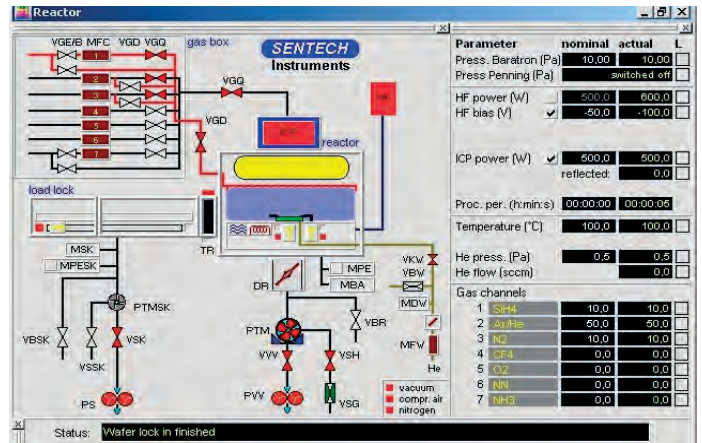 Reactor
VGE/B MFC VGD VGQ
gas box
SENTECH
Instruments
1
2
3
4
5
6
7
VGQ
VGD
ICP
HF
reactor
load lock
TR
MSK
MPESK
PTMSK
VBSK
VSSK
VSK
PS
DR
MPE
MBA
PTM
VBR
VVV
VSH
PVV
VSG
VKW
VBW
MDW
MFW
He
vacuum
compr. air
nitrogen
Parameter nominal actual L
Press. Baratron (Pa) 10,00 10,00
Press Penning (Pa) switched off
HF power (W) 500,0 600,0
HF bias (V) -50,0 -100,0
ICP power (W) 500,0 500,0
reflected: 0,0
Proc. per. (h:min:s) 00:00:00 00:00:05
Temperature (°C) 100,0 100,0
He press. (Pa) 0,5 0,5
He flow (sccm) 0,0
Gas channels
1 SiH4 10,0 10,0
2 Ar/He 50,0 50,0
3 N2 10,0 10,0
4 CF4 0,0 0,0
5 O2 0,0 0,0
6 NN 0,0 0,0
7 NH3 0,0 0,0
Status: Wafer lock in finished